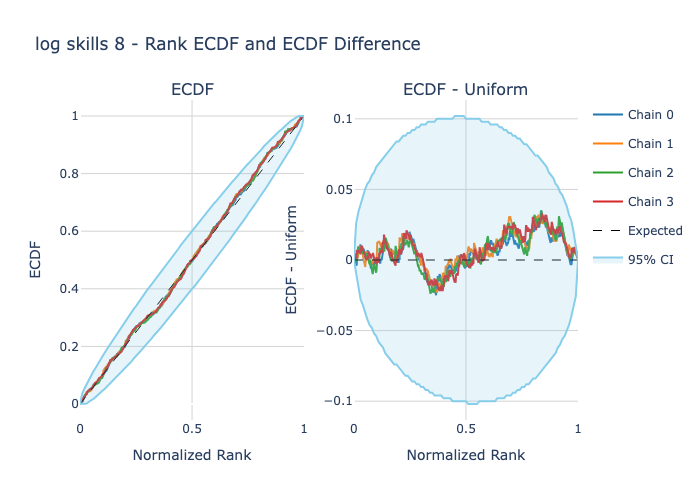 log skills 8 - Rank ECDF and ECDF Difference
ECDF
ECDF - Uniform
1
0.8
0.6
0.4
0.2
0
ECDF
0
0.5
1
Normalized Rank
0.1
0.05
0
−0.05
−0.1
ECDF - Uniform
0
0.5
1
Normalized Rank
Chain 0
Chain 1
Chain 2
Chain 3
Expected
95% CI